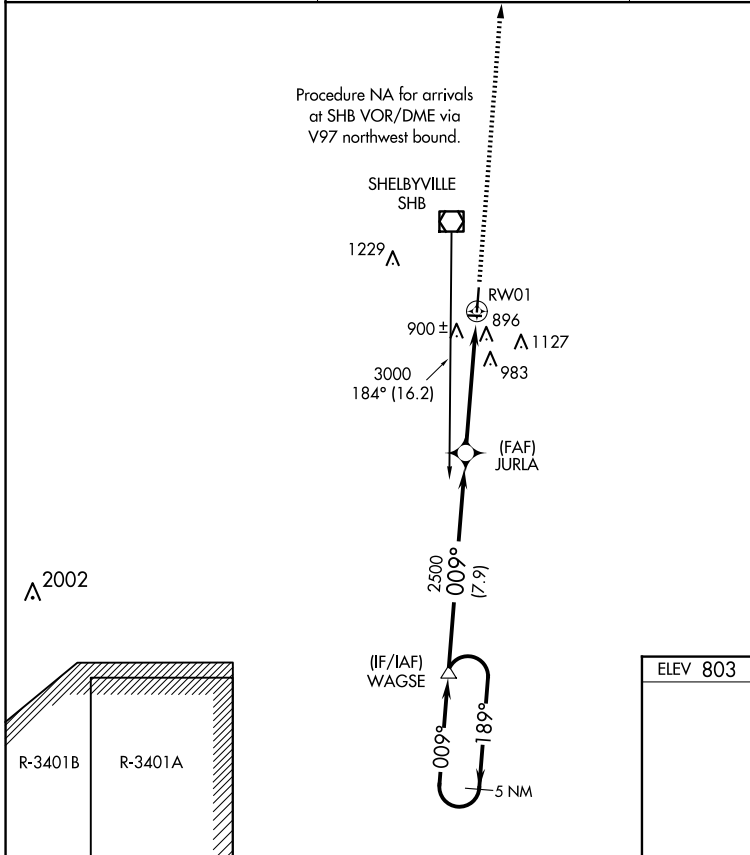 Procedure NA for arrivals
at SHB VOR/DME via
V97 northwest bound.
SHELBYVILLE
SHB
1229
RW01
900 ±
896
1127
983
3000
184° (16.2)
(FAF)
JURLA
2500
009°
(7.9)
2002
(IF/IAF)
WAGSE
ELEV 803
R-3401B
R-3401A
009°
189°
5 NM